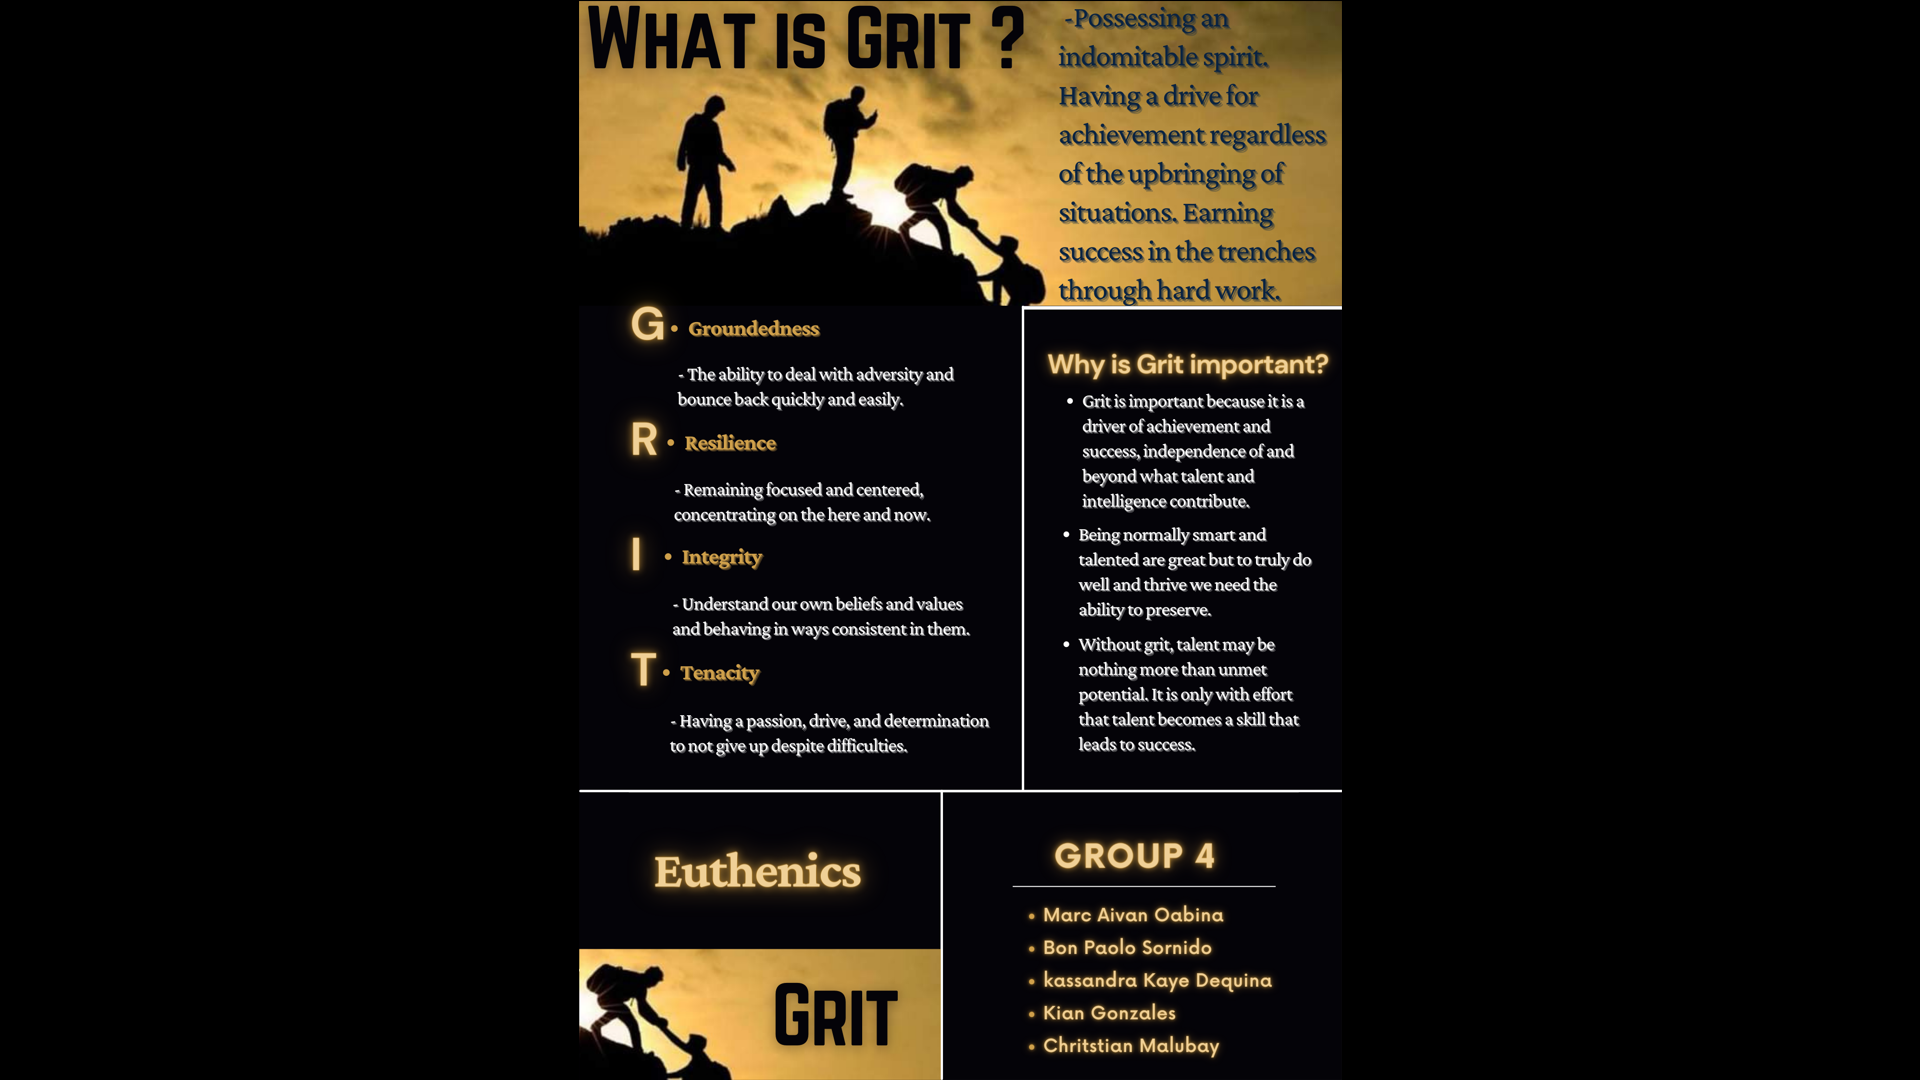 What is Grit ?
-Possessing an
indomitable spirit.
Having a drive for
achievement regardless
of the upbringing of
situations. Earning
success in the trenches
through hard work.
G • Groundedness
- The ability to deal with adversity and
bounce back quickly and easily.
R • Resilience
- Remaining focused and centered,
concentrating on the here and now.
I • Integrity
- Understand our own beliefs and values
and behaving in ways consistent in them.
T • Tenacity
- Having a passion, drive, and determination
to not give up despite difficulties.
Why is Grit important?
• Grit is important because it is a
driver of achievement and
success, independence of and
beyond what talent and
intelligence contribute.
• Being normally smart and
talented are great but to truly do
well and thrive we need the
ability to preserve.
• Without grit, talent may be
nothing more than unmet
potential. It is only with effort
that talent becomes a skill that
leads to success.
Euthenics
Grit
GROUP 4
• Marc Aivan Oabina
• Bon Paolo Sornido
• kassandra Kaye Dequina
• Kian Gonzales
• Chritstian Malubay